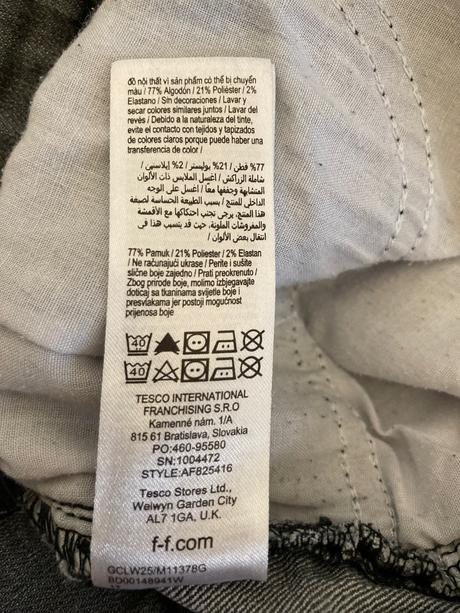 đồ nội thất vì sản phẩm có thể bị chuyển
màu / 77% Algodón / 21% Poliéster / 2%
Elastano / Sin decoraciones / Lavar y
secar colores similares juntos / Lavar del
revés / Debido a la naturaleza del tinte,
evite el contacto con tejidos y tapizados
de colores claros porque puede haber una
transferencia de color /
77% قطن / 21% بوليستر / 2% إيلاستين /
شاملة الزراكش / اغسل الملابس ذات الألوان
المتشابهة وجففها معًا / اغسل على الوجه
الداخلي للمنتج / بسبب الطبيعة الحساسة لصبغة
هذا المنتج، يرجى تجنب احتكاكها مع الأقمشة
والمفروشات الملونة، حيث قد يتسبب هذا في
انتقال بعض الألوان /
77% Pamuk / 21% Poliester / 2% Elastan
/ Ne računajući ukrase / Perite i sušite
slične boje zajedno / Prati preokrenuto /
Zbog prirode boje, molimo izbjegavajte
doticaj sa tkaninama svijetle boje i
presvlakama jer postoji mogućnost
prijenosa boje
40
40
TESCO INTERNATIONAL
FRANCHISING S.R.O
Kamenné nám. 1/A
815 61 Bratislava, Slovakia
PO:460-95580
SN:1004472
STYLE:AF825416
Tesco Stores Ltd.,
Welwyn Garden City
AL7 1GA, U.K.
f-f.com
GCLW25/M11378G
BD00148941W